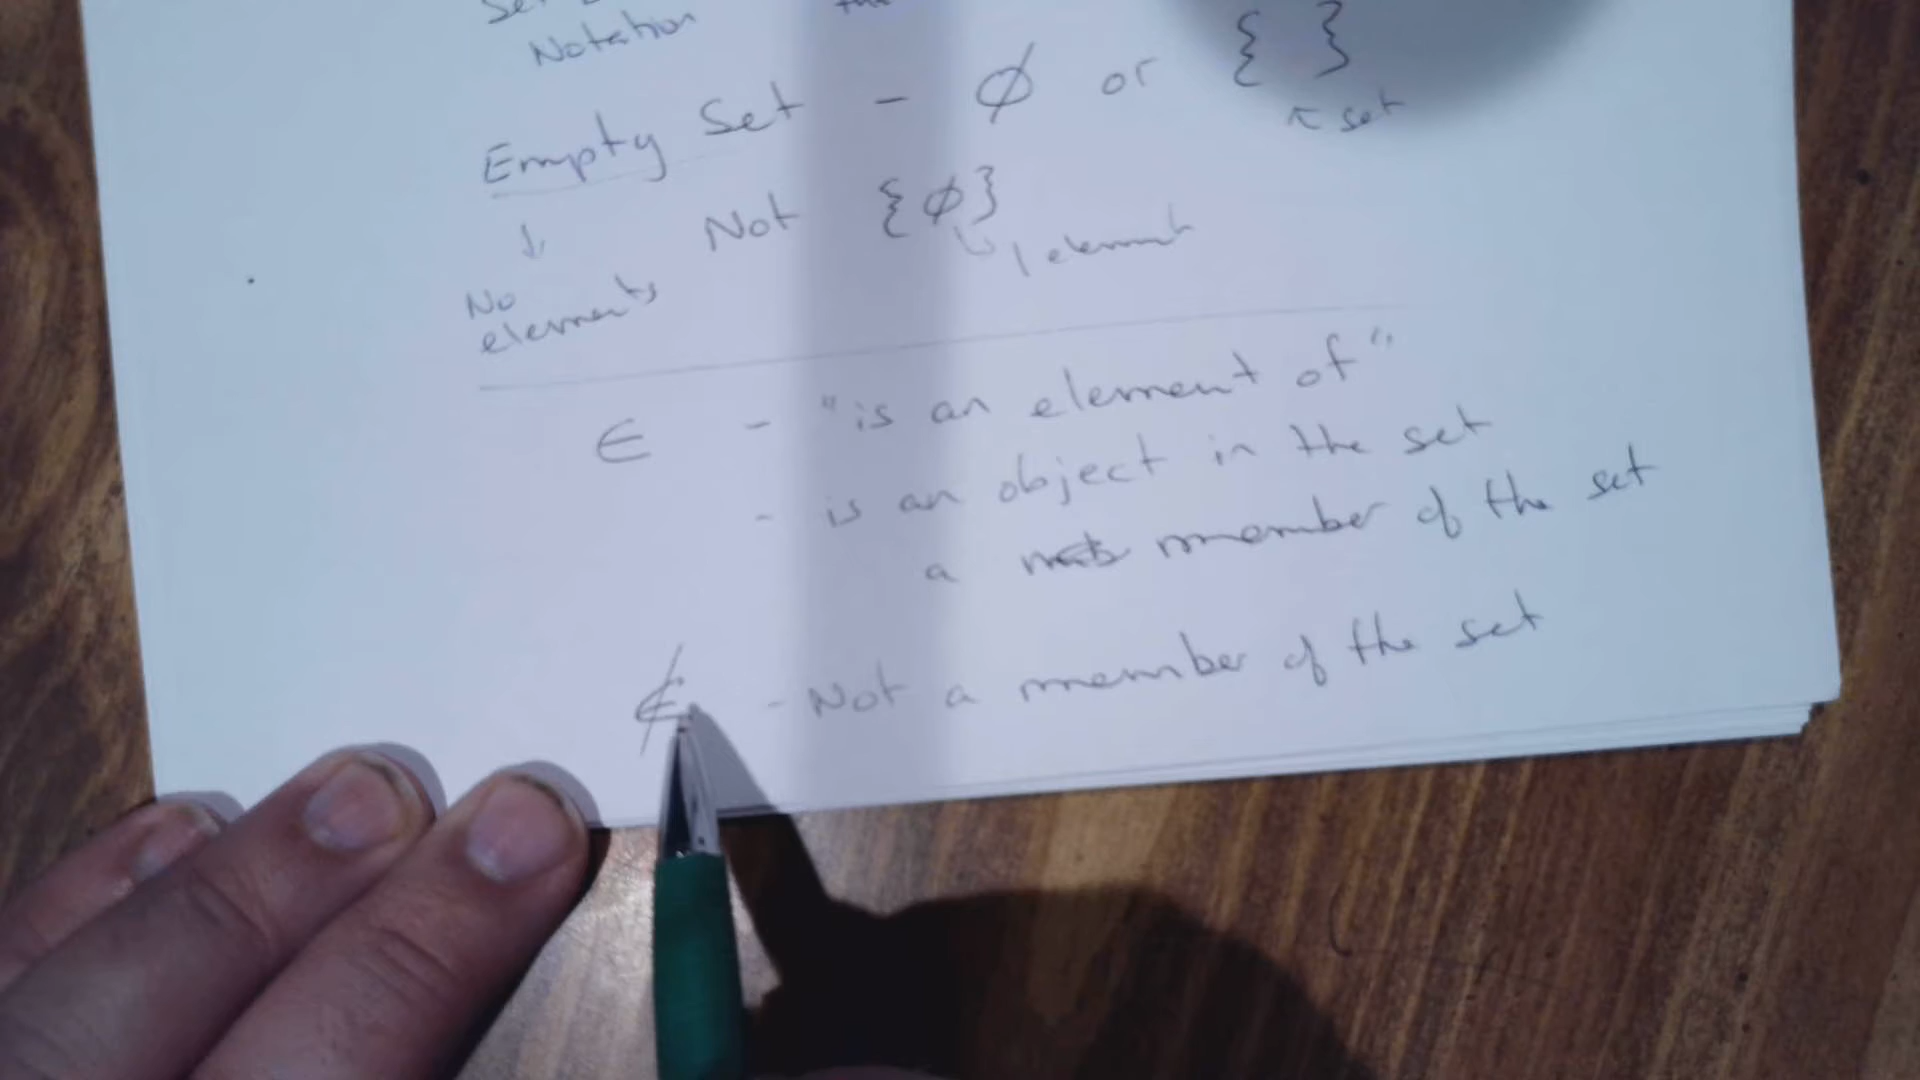 Notation the
Empty Set - ∅ or { }
↖ set
↓ Not {∅}
↳ 1 element
No
elements
∈ - "is an element of"
- is an object in the set
a member of the set
∉ - Not a member of the set